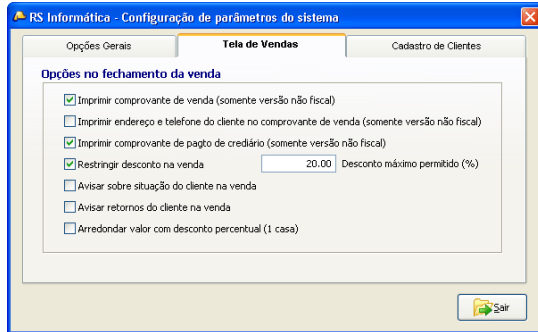 RS Informática - Configuração de parâmetros do sistema
Opções Gerais Tela de Vendas Cadastro de Clientes
Opções no fechamento da venda
Imprimir comprovante de venda (somente versão não fiscal)
Imprimir endereço e telefone do cliente no comprovante de venda (somente versão não fiscal)
Imprimir comprovante de pagto de crediário (somente versão não fiscal)
Restringir desconto na venda 20.00 Desconto máximo permitido (%)
Avisar sobre situação do cliente na venda
Avisar retornos do cliente na venda
Arredondar valor com desconto percentual (1 casa)
Sair